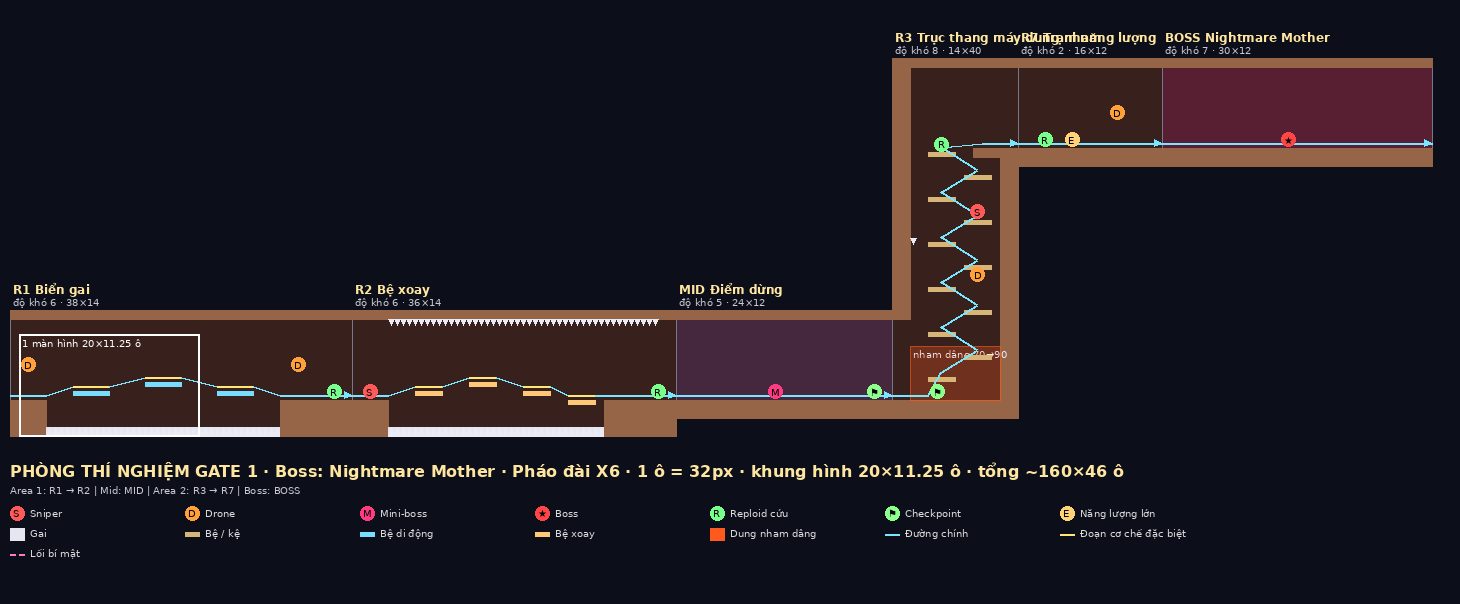 R3 Trục thang máy dung nham
R7 Trạm năng lượng
BOSS Nightmare Mother
độ khó 8 · 14×40
độ khó 2 · 16×12
độ khó 7 · 30×12
D
R
R
E
★
S
D
R1 Biển gai
độ khó 6 · 38×14
R2 Bệ xoay
độ khó 6 · 36×14
MID Điểm dừng
độ khó 5 · 24×12
1 màn hình 20×11.25 ô
nham dâng 70→90
D
D
R
S
R
M
⚑
⚑
PHÒNG THÍ NGHIỆM GATE 1 · Boss: Nightmare Mother · Pháo đài X6 · 1 ô = 32px · khung hình 20×11.25 ô · tổng ~160×46 ô
Area 1: R1 → R2 | Mid: MID | Area 2: R3 → R7 | Boss: BOSS
S Sniper
D Drone
M Mini-boss
★ Boss
R Reploid cứu
⚑ Checkpoint
E Năng lượng lớn
Gai
Bệ / kệ
Bệ di động
Bệ xoay
Dung nham dâng
Đường chính
Đoạn cơ chế đặc biệt
Lối bí mật